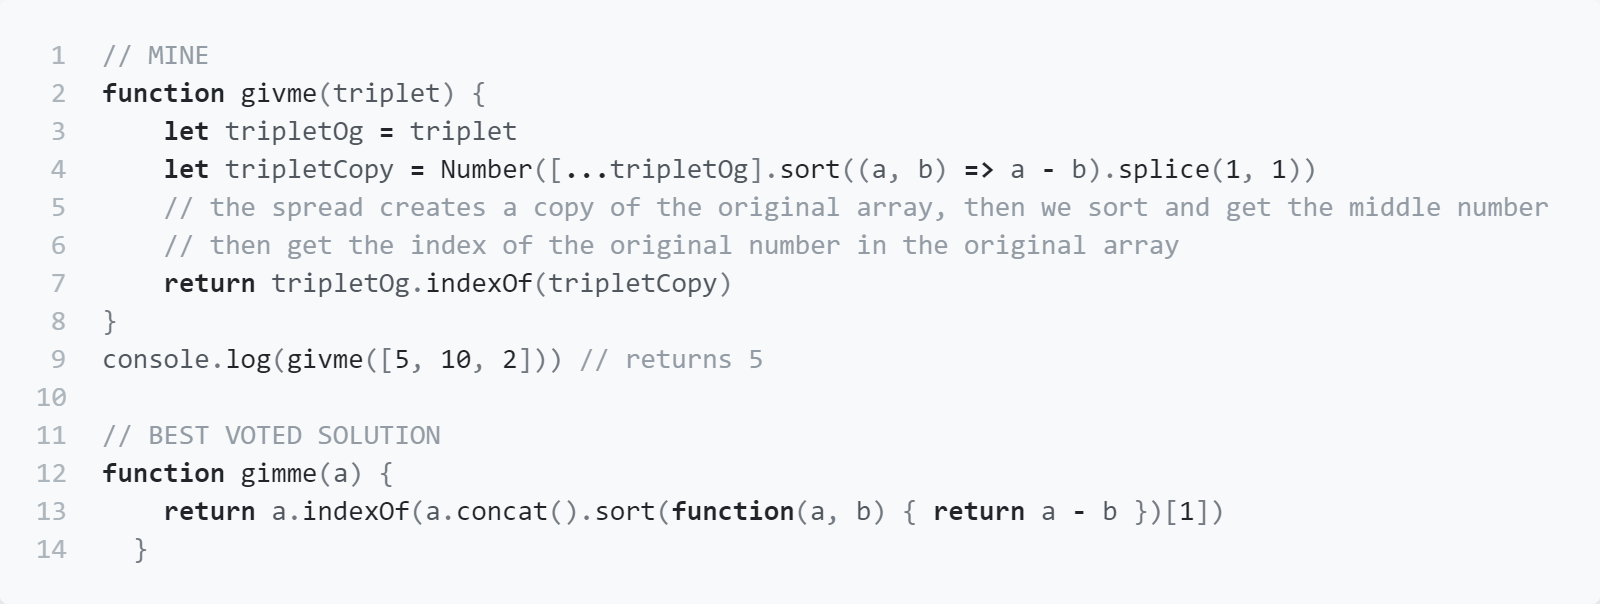 1 // MINE
2 function givme(triplet) {
3 let tripletOg = triplet
4 let tripletCopy = Number([...tripletOg].sort((a, b) => a - b).splice(1, 1))
5 // the spread creates a copy of the original array, then we sort and get the middle number
6 // then get the index of the original number in the original array
7 return tripletOg.indexOf(tripletCopy)
8 }
9 console.log(givme([5, 10, 2])) // returns 5
10
11 // BEST VOTED SOLUTION
12 function gimme(a) {
13 return a.indexOf(a.concat().sort(function(a, b) { return a - b })[1])
14 }